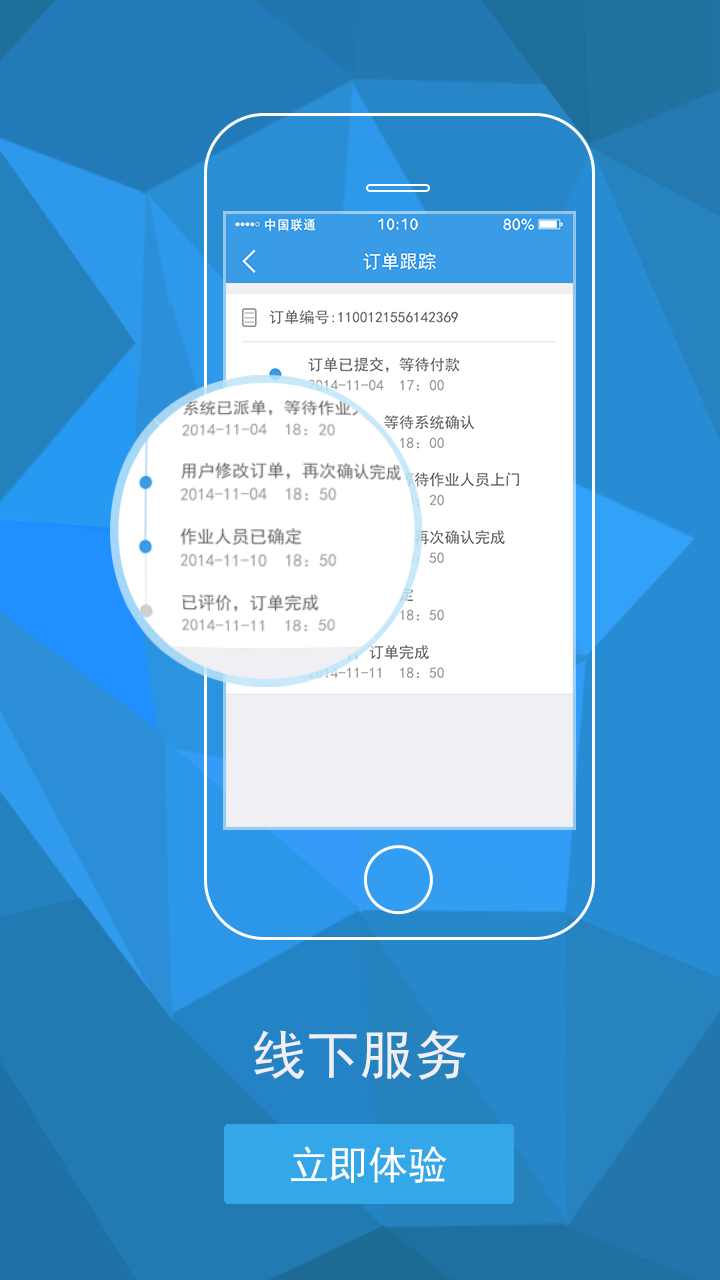 中国联通 10:10 80%
订单跟踪
订单编号:1100121556142369
订单已提交，等待付款
2014-11-04 17：00
等待系统确认
18：00
等待作业人员上门
：20
再次确认完成
：50
定
18：50
，订单完成
2014-11-11 18：50
系统已派单，等待作业
2014-11-04 18：20
用户修改订单，再次确认完成
2014-11-04 18：50
作业人员已确定
2014-11-10 18：50
已评价，订单完成
2014-11-11 18：50
线下服务
立即体验